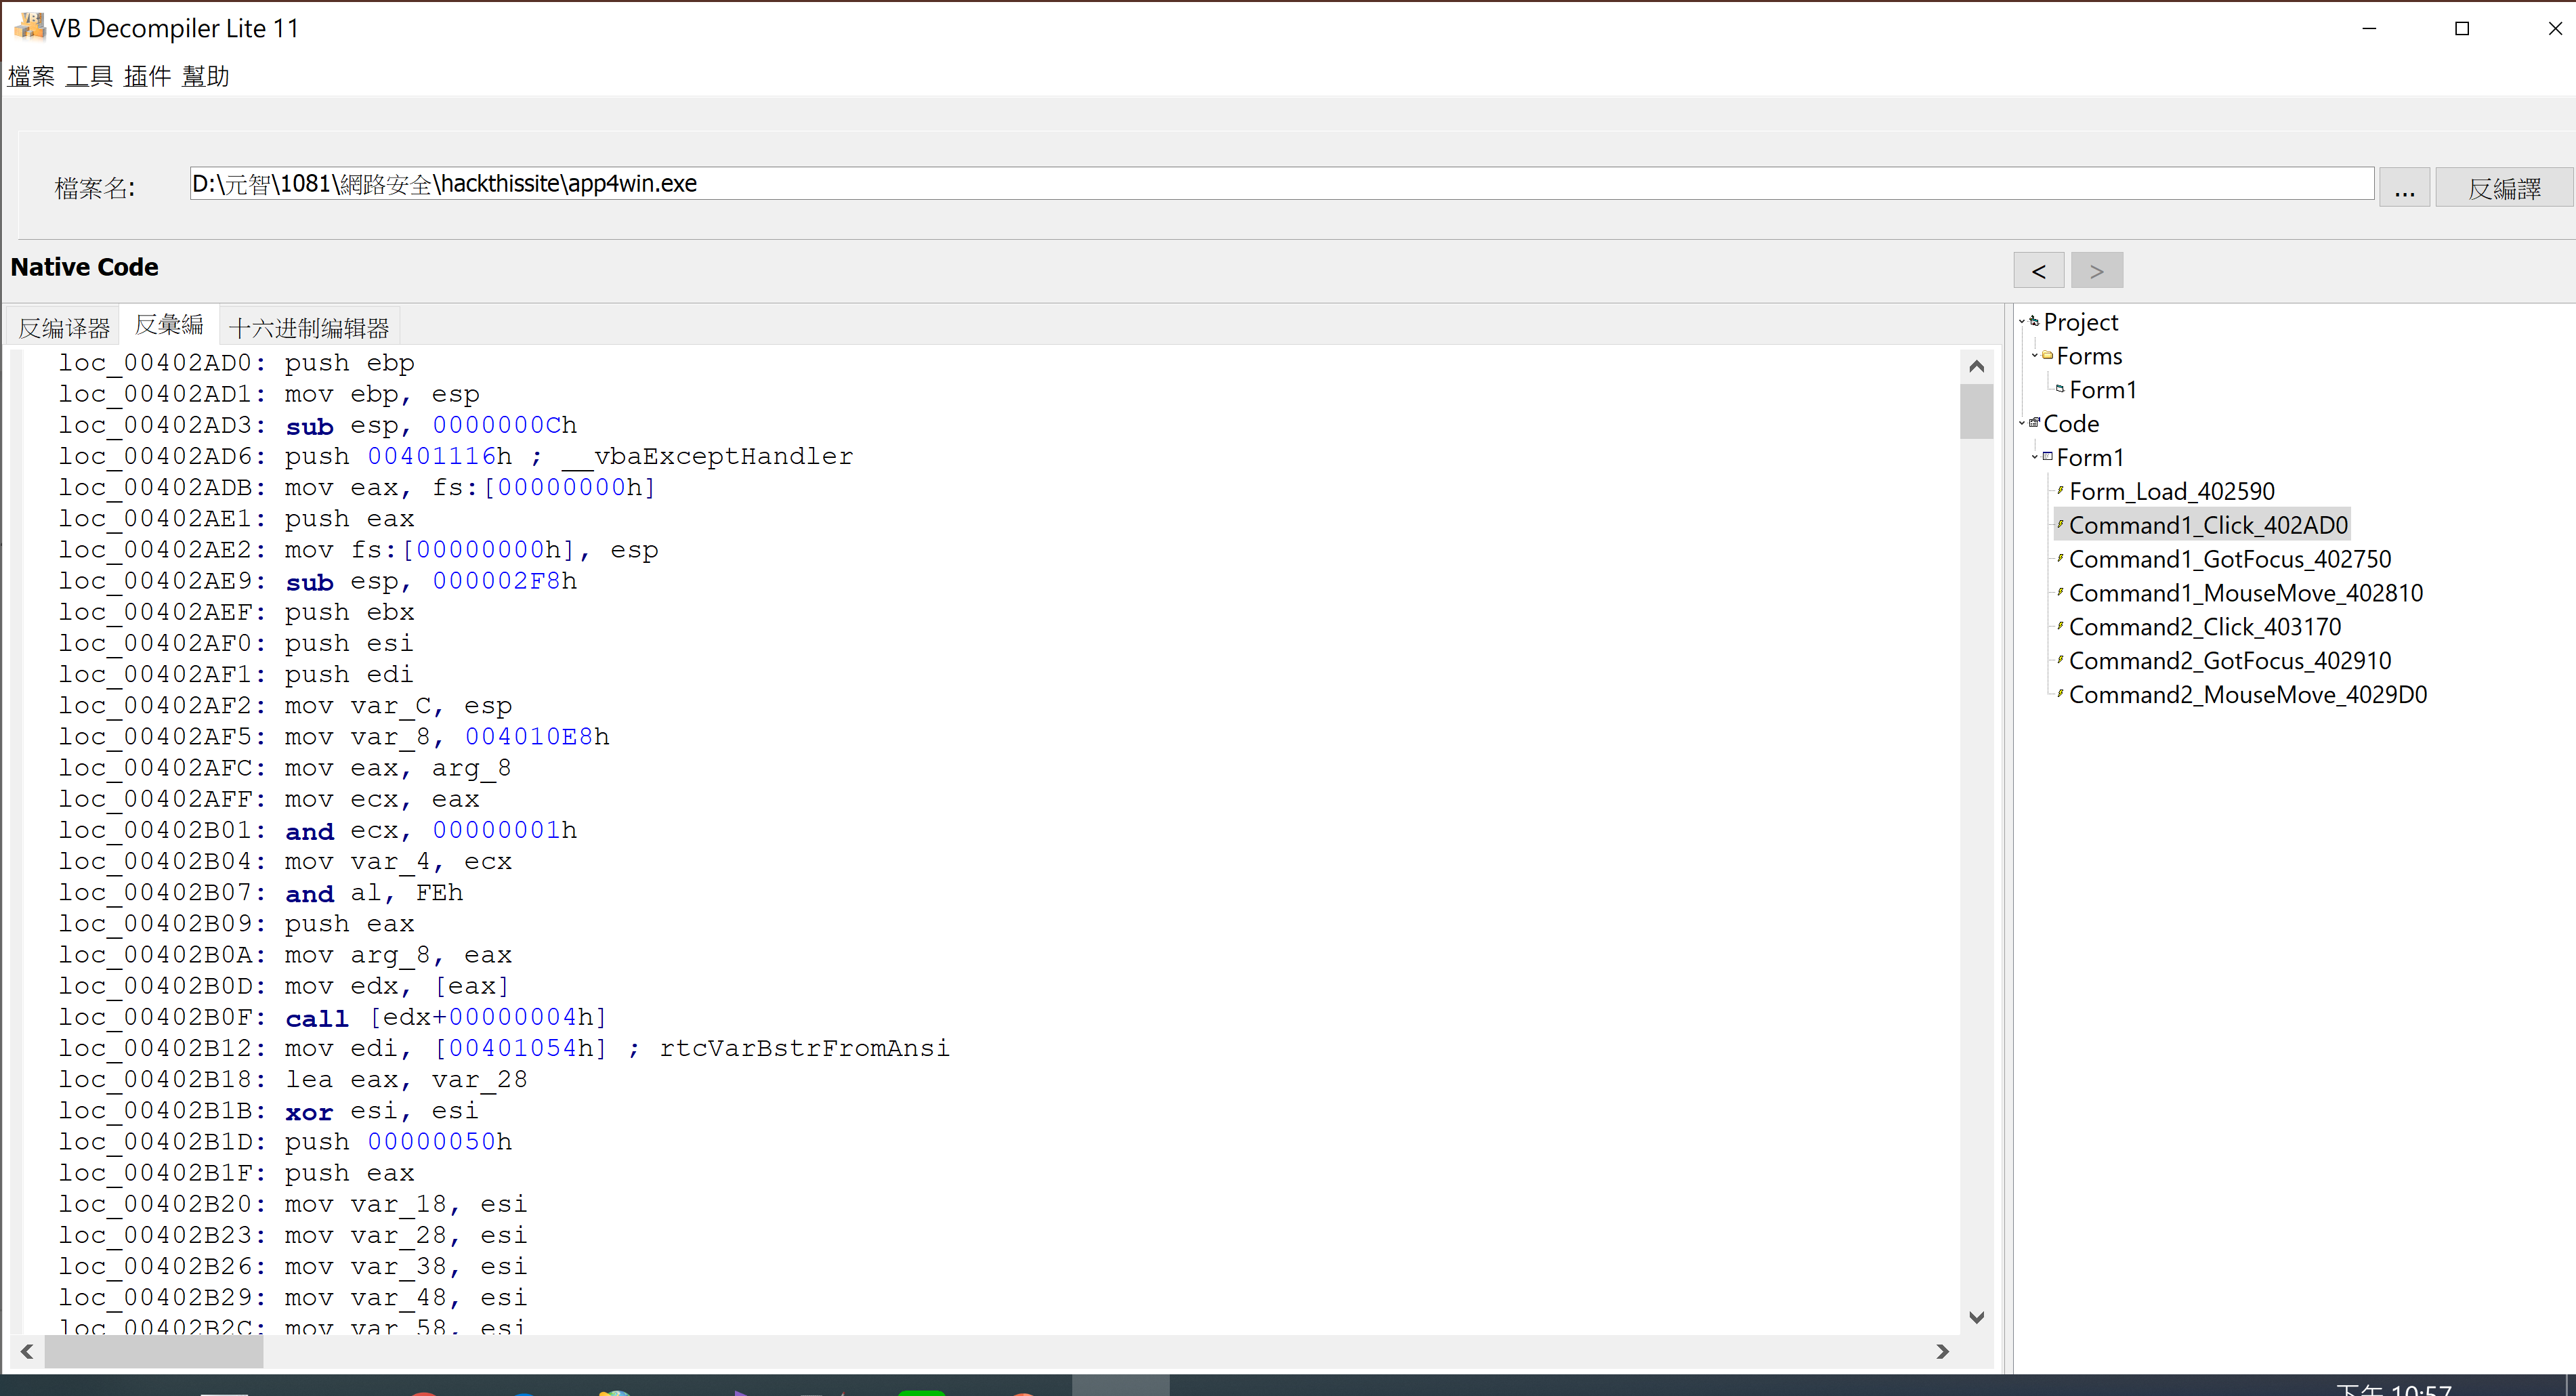 VB Decompiler Lite 11
檔案 工具 插件 幫助
檔案名: D:\元智\1081\網路安全\hackthissite\app4win.exe ... 反編譯
Native Code < >
反编译器 反彙編 十六进制编辑器
loc_00402AD0: push ebp
loc_00402AD1: mov ebp, esp
loc_00402AD3: sub esp, 0000000Ch
loc_00402AD6: push 00401116h ; __vbaExceptHandler
loc_00402ADB: mov eax, fs:[00000000h]
loc_00402AE1: push eax
loc_00402AE2: mov fs:[00000000h], esp
loc_00402AE9: sub esp, 000002F8h
loc_00402AEF: push ebx
loc_00402AF0: push esi
loc_00402AF1: push edi
loc_00402AF2: mov var_C, esp
loc_00402AF5: mov var_8, 004010E8h
loc_00402AFC: mov eax, arg_8
loc_00402AFF: mov ecx, eax
loc_00402B01: and ecx, 00000001h
loc_00402B04: mov var_4, ecx
loc_00402B07: and al, FEh
loc_00402B09: push eax
loc_00402B0A: mov arg_8, eax
loc_00402B0D: mov edx, [eax]
loc_00402B0F: call [edx+00000004h]
loc_00402B12: mov edi, [00401054h] ; rtcVarBstrFromAnsi
loc_00402B18: lea eax, var_28
loc_00402B1B: xor esi, esi
loc_00402B1D: push 00000050h
loc_00402B1F: push eax
loc_00402B20: mov var_18, esi
loc_00402B23: mov var_28, esi
loc_00402B26: mov var_38, esi
loc_00402B29: mov var_48, esi
loc_00402B2C: mov var_58, esi
Project
Forms
Form1
Code
Form1
Form_Load_402590
Command1_Click_402AD0
Command1_GotFocus_402750
Command1_MouseMove_402810
Command2_Click_403170
Command2_GotFocus_402910
Command2_MouseMove_4029D0
下午 10:57